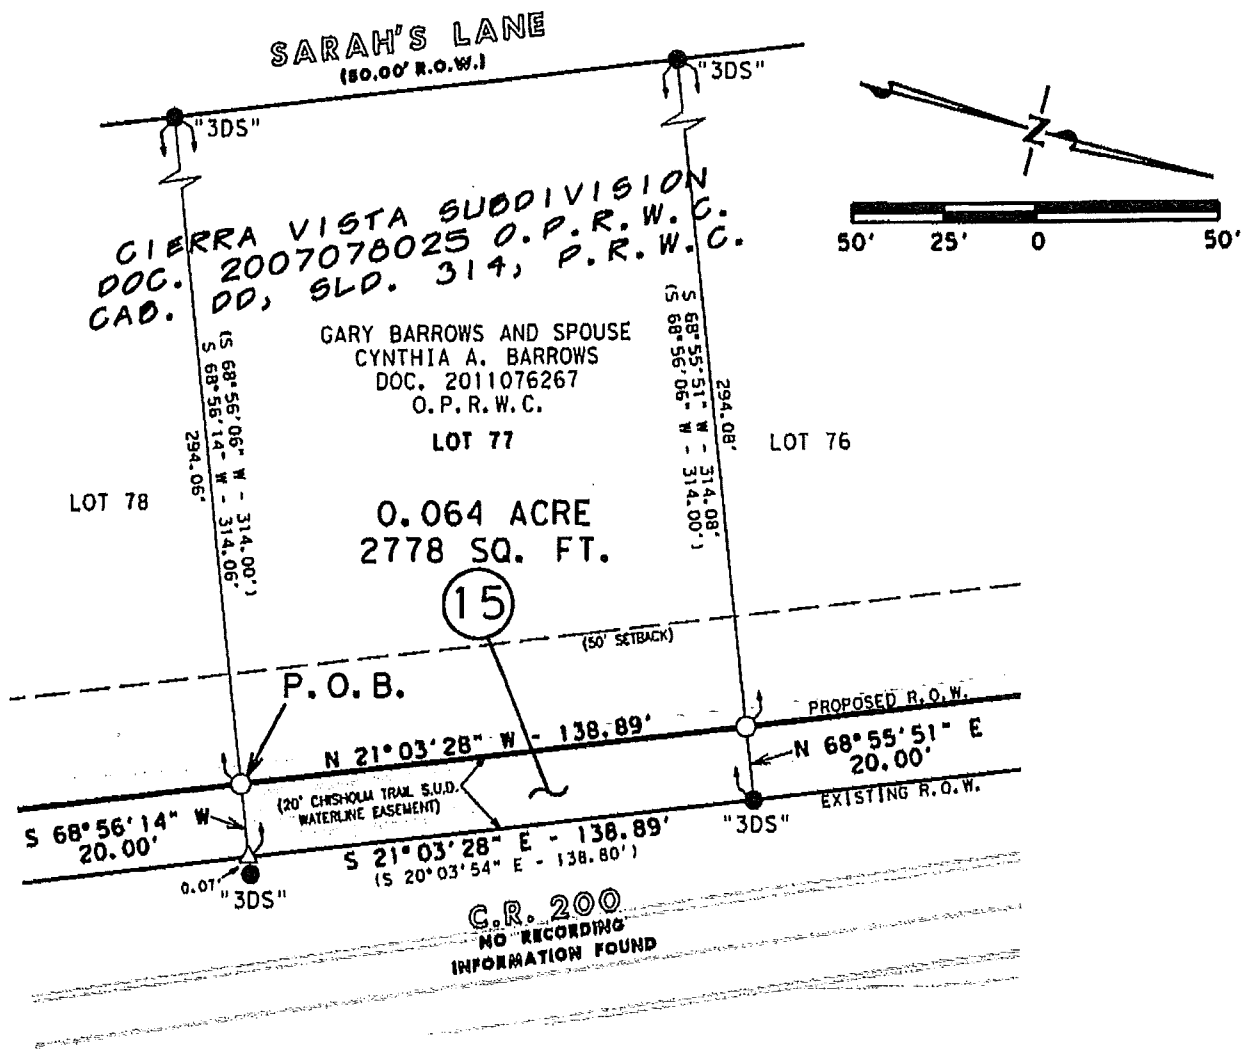 SARAH'S LANE
(50.00' R.O.W.)
"3DS"
"3DS"
N
50' 25' 0 50'
CIERRA VISTA SUBDIVISION
DOC. 2007078025 O.P.R.W.C.
CAB. DD, SLD. 314, P.R.W.C.
GARY BARROWS AND SPOUSE
CYNTHIA A. BARROWS
DOC. 2011076267
O.P.R.W.C.
LOT 77
(S 68°56'06" W - 314.00')
S 68°56'14" W - 314.06'
294.06'
294.08'
S 68°55'51" W - 314.08'
(S 68°56'06" W - 314.00')
LOT 78
LOT 76
0.064 ACRE
2778 SQ. FT.
15
(50' SETBACK)
P.O.B.
PROPOSED R.O.W.
N 21°03'28" W - 138.89'
N 68°55'51" E
20.00'
(20' CHISHOLM TRAIL S.U.D.
WATERLINE EASEMENT)
EXISTING R.O.W.
S 68°56'14" W
20.00'
S 21°03'28" E - 138.89'
(S 20°03'54" E - 138.80')
"3DS"
0.07'
"3DS"
C.R. 200
NO RECORDING
INFORMATION FOUND